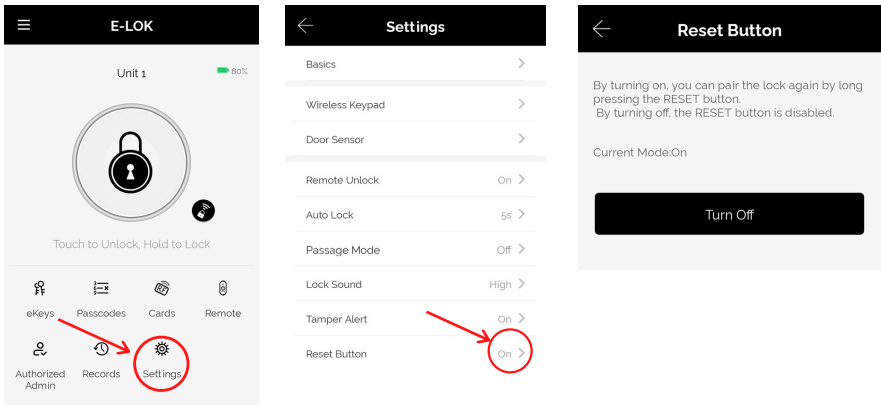 E-LOK
Unit 1
80%
Touch to Unlock, Hold to Lock
eKeys
Passcodes
Cards
Remote
Authorized
Admin
Records
Settings
Settings
Basics
Wireless Keypad
Door Sensor
Remote Unlock On
Auto Lock 5s
Passage Mode Off
Lock Sound High
Tamper Alert On
Reset Button On
Reset Button
By turning on, you can pair the lock again by long
pressing the RESET button.
By turning off, the RESET button is disabled.
Current Mode:On
Turn Off